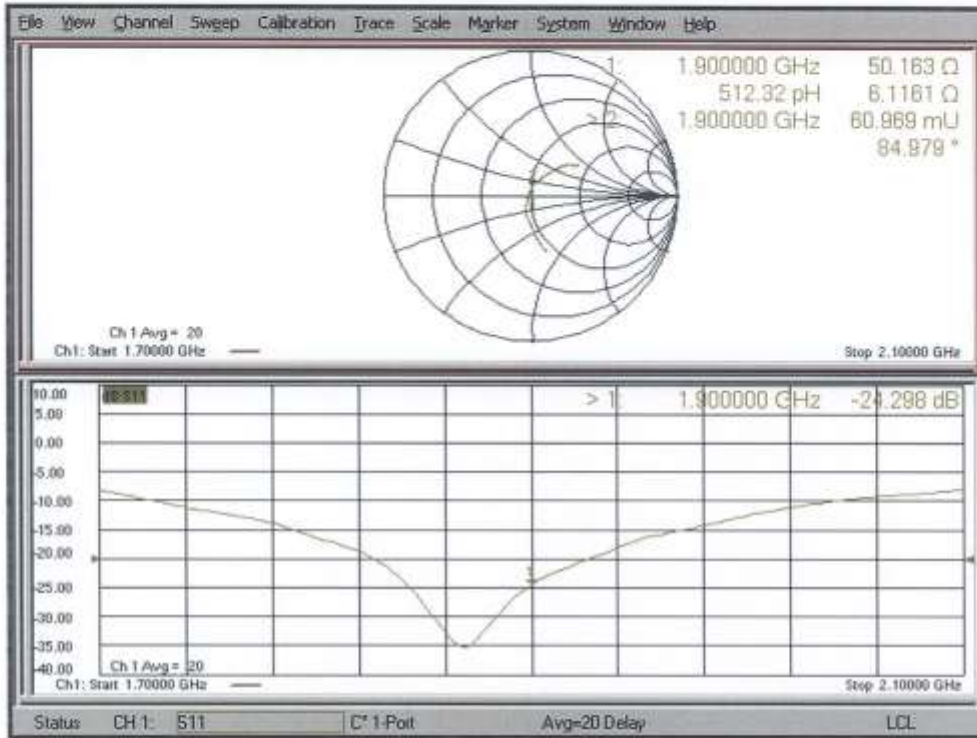 File View Channel Sweep Calibration Trace Scale Marker System Window Help
1: 1.900000 GHz 50.163 Ω
512.32 pH 6.1161 Ω
> 2: 1.900000 GHz 60.969 mU
84.979 °
Ch 1 Avg = 20
Ch1: Start 1.70000 GHz
Stop 2.10000 GHz
10.00
dB S11
> 1: 1.900000 GHz -24.298 dB
5.00
0.00
-5.00
-10.00
-15.00
-20.00
-25.00
1
-30.00
-35.00
-40.00
Ch 1 Avg = 20
Ch1: Start 1.70000 GHz
Stop 2.10000 GHz
Status CH 1: S11 C* 1-Port Avg=20 Delay LCL